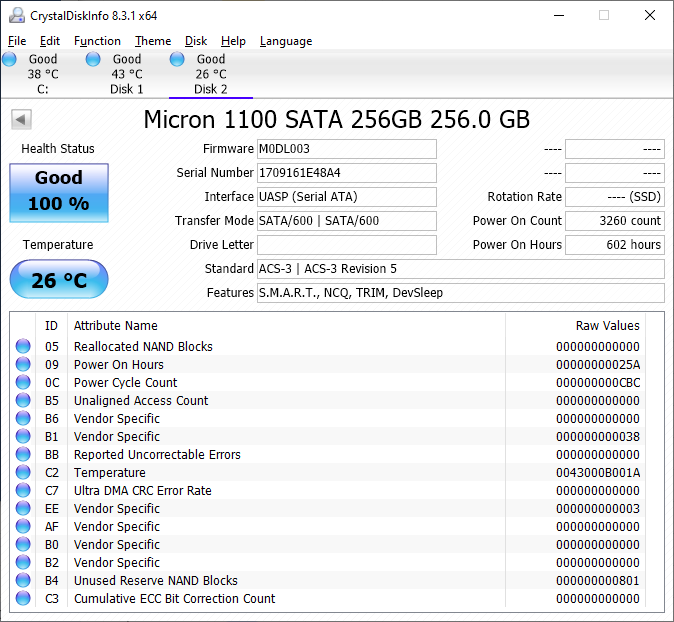 CrystalDiskInfo 8.3.1 x64
File Edit Function Theme Disk Help Language
Good Good Good
38 °C 43 °C 26 °C
C: Disk 1 Disk 2
Micron 1100 SATA 256GB 256.0 GB
Health Status
Good
100 %
Temperature
26 °C
Firmware M0DL003 ---- ----
Serial Number 1709161E48A4 ---- ----
Interface UASP (Serial ATA) Rotation Rate ---- (SSD)
Transfer Mode SATA/600 | SATA/600 Power On Count 3260 count
Drive Letter Power On Hours 602 hours
Standard ACS-3 | ACS-3 Revision 5
Features S.M.A.R.T., NCQ, TRIM, DevSleep
ID Attribute Name Raw Values
05 Reallocated NAND Blocks 000000000000
09 Power On Hours 00000000025A
0C Power Cycle Count 000000000CBC
B5 Unaligned Access Count 000000000000
B6 Vendor Specific 000000000000
B1 Vendor Specific 000000000038
BB Reported Uncorrectable Errors 000000000000
C2 Temperature 0043000B001A
C7 Ultra DMA CRC Error Rate 000000000000
EE Vendor Specific 000000000003
AF Vendor Specific 000000000000
B0 Vendor Specific 000000000000
B2 Vendor Specific 000000000000
B4 Unused Reserve NAND Blocks 000000000801
C3 Cumulative ECC Bit Correction Count 000000000000